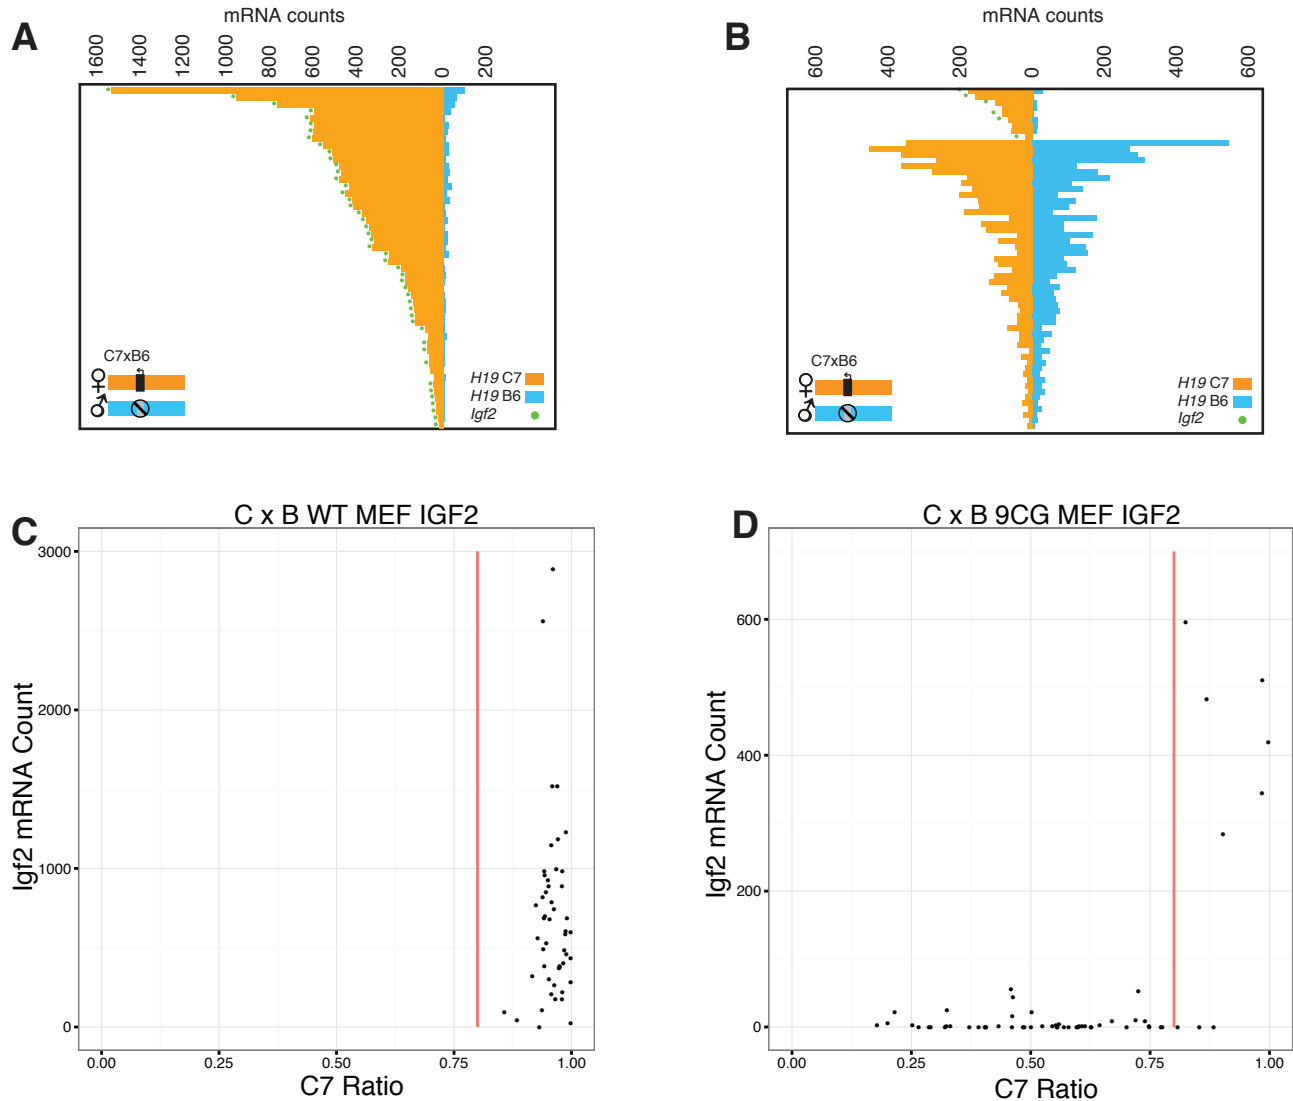 A
mRNA counts
1600 1400 1200 1000 800 600 400 200 0 200
C7xB6
♀
♂
H19 C7
H19 B6
Igf2
B
mRNA counts
600 400 200 0 200 400 600
C7xB6
♀
♂
H19 C7
H19 B6
Igf2
C
C x B WT MEF IGF2
Igf2 mRNA Count
3000
2000
1000
0
0.00 0.25 0.50 0.75 1.00
C7 Ratio
D
C x B 9CG MEF IGF2
Igf2 mRNA Count
600
400
200
0
0.00 0.25 0.50 0.75 1.00
C7 Ratio